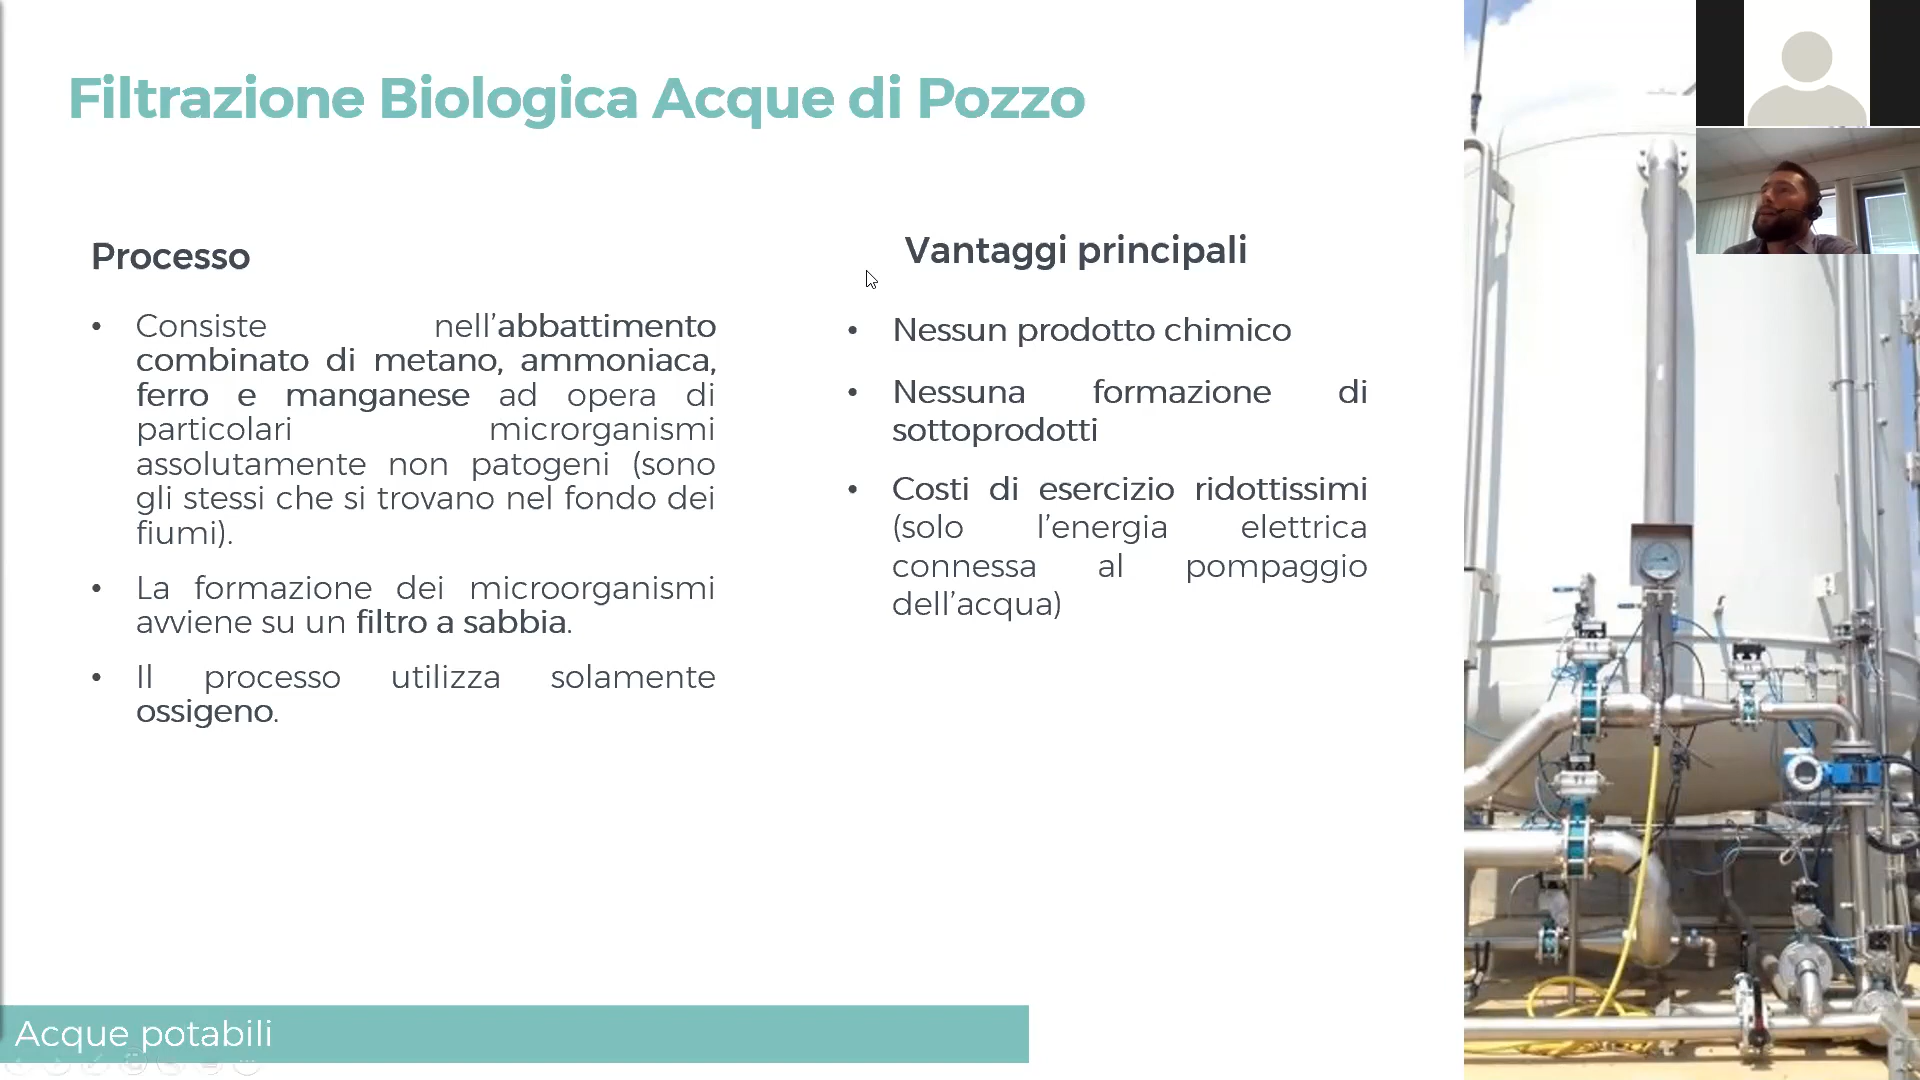 Filtrazione Biologica Acque di Pozzo
Processo
• Consiste nell’abbattimento
combinato di metano, ammoniaca,
ferro e manganese ad opera di
particolari microrganismi
assolutamente non patogeni (sono
gli stessi che si trovano nel fondo dei
fiumi).
• La formazione dei microorganismi
avviene su un filtro a sabbia.
• Il processo utilizza solamente
ossigeno.
Vantaggi principali
• Nessun prodotto chimico
• Nessuna formazione di
sottoprodotti
• Costi di esercizio ridottissimi
(solo l’energia elettrica
connessa al pompaggio
dell’acqua)
Acque potabili